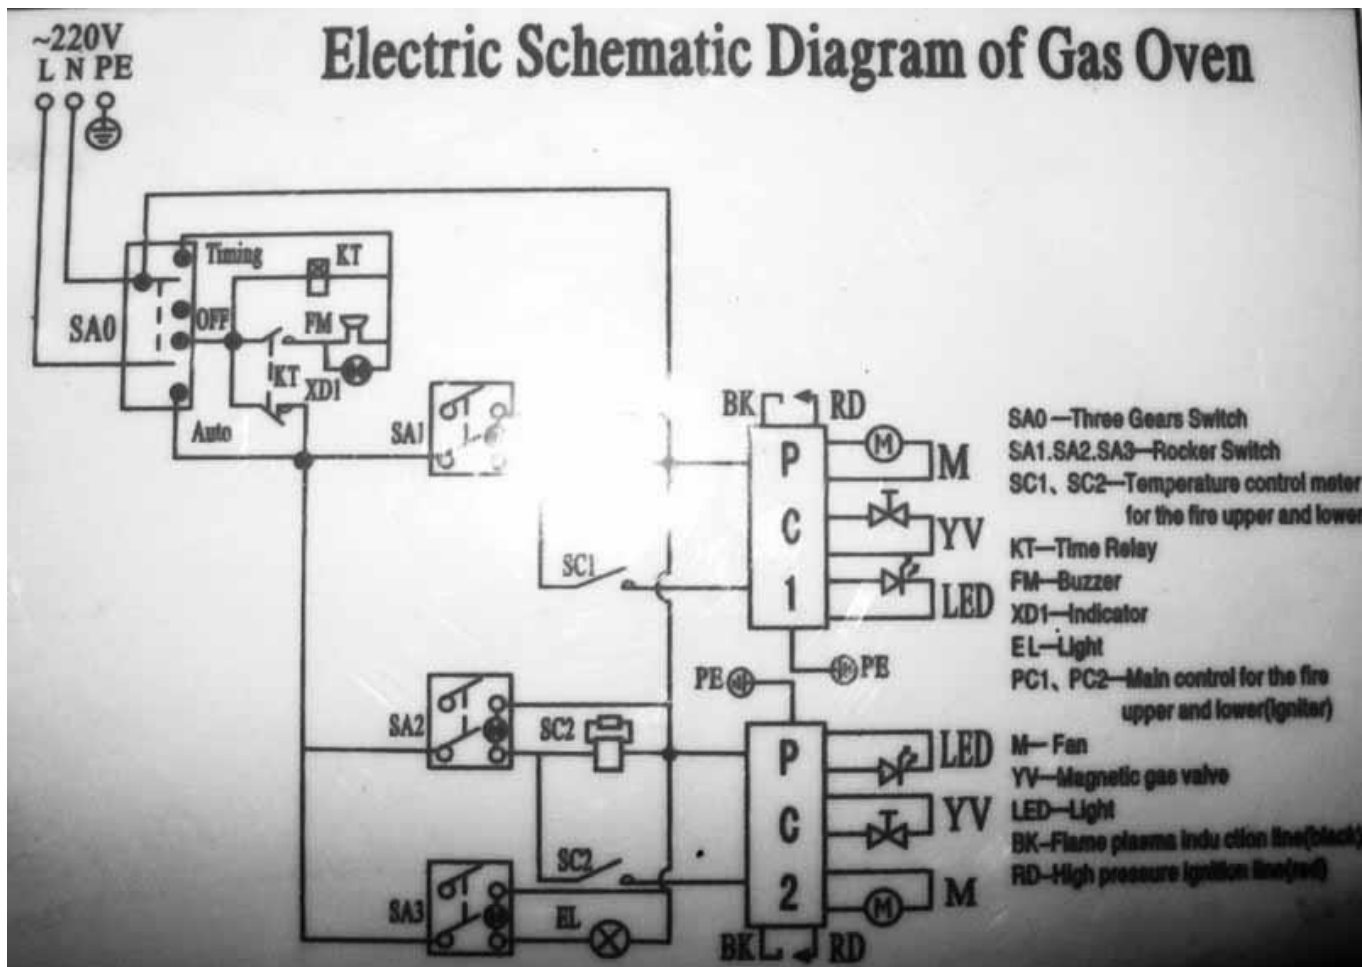 Electric Schematic Diagram of Gas Oven
~220V
L N PE
Timing
KT
SA0
OFF
FM
KT
XD1
Auto
SA1
BK
RD
P
C
1
M
M
YV
LED
SC1
PE
PE
SA2
SC2
P
C
2
LED
YV
M
M
SC2
SA3
EL
BK
RD
SA0—Three Gears Switch
SA1.SA2.SA3—Rocker Switch
SC1、SC2—Temperature control meter
for the fire upper and lower
KT—Time Relay
FM—Buzzer
XD1—Indicator
EL—Light
PC1、PC2—Main control for the fire
upper and lower(igniter)
M—Fan
YV—Magnetic gas valve
LED—Light
BK—Flame plasma indu ction line(black)
RD—High pressure ignition line(red)